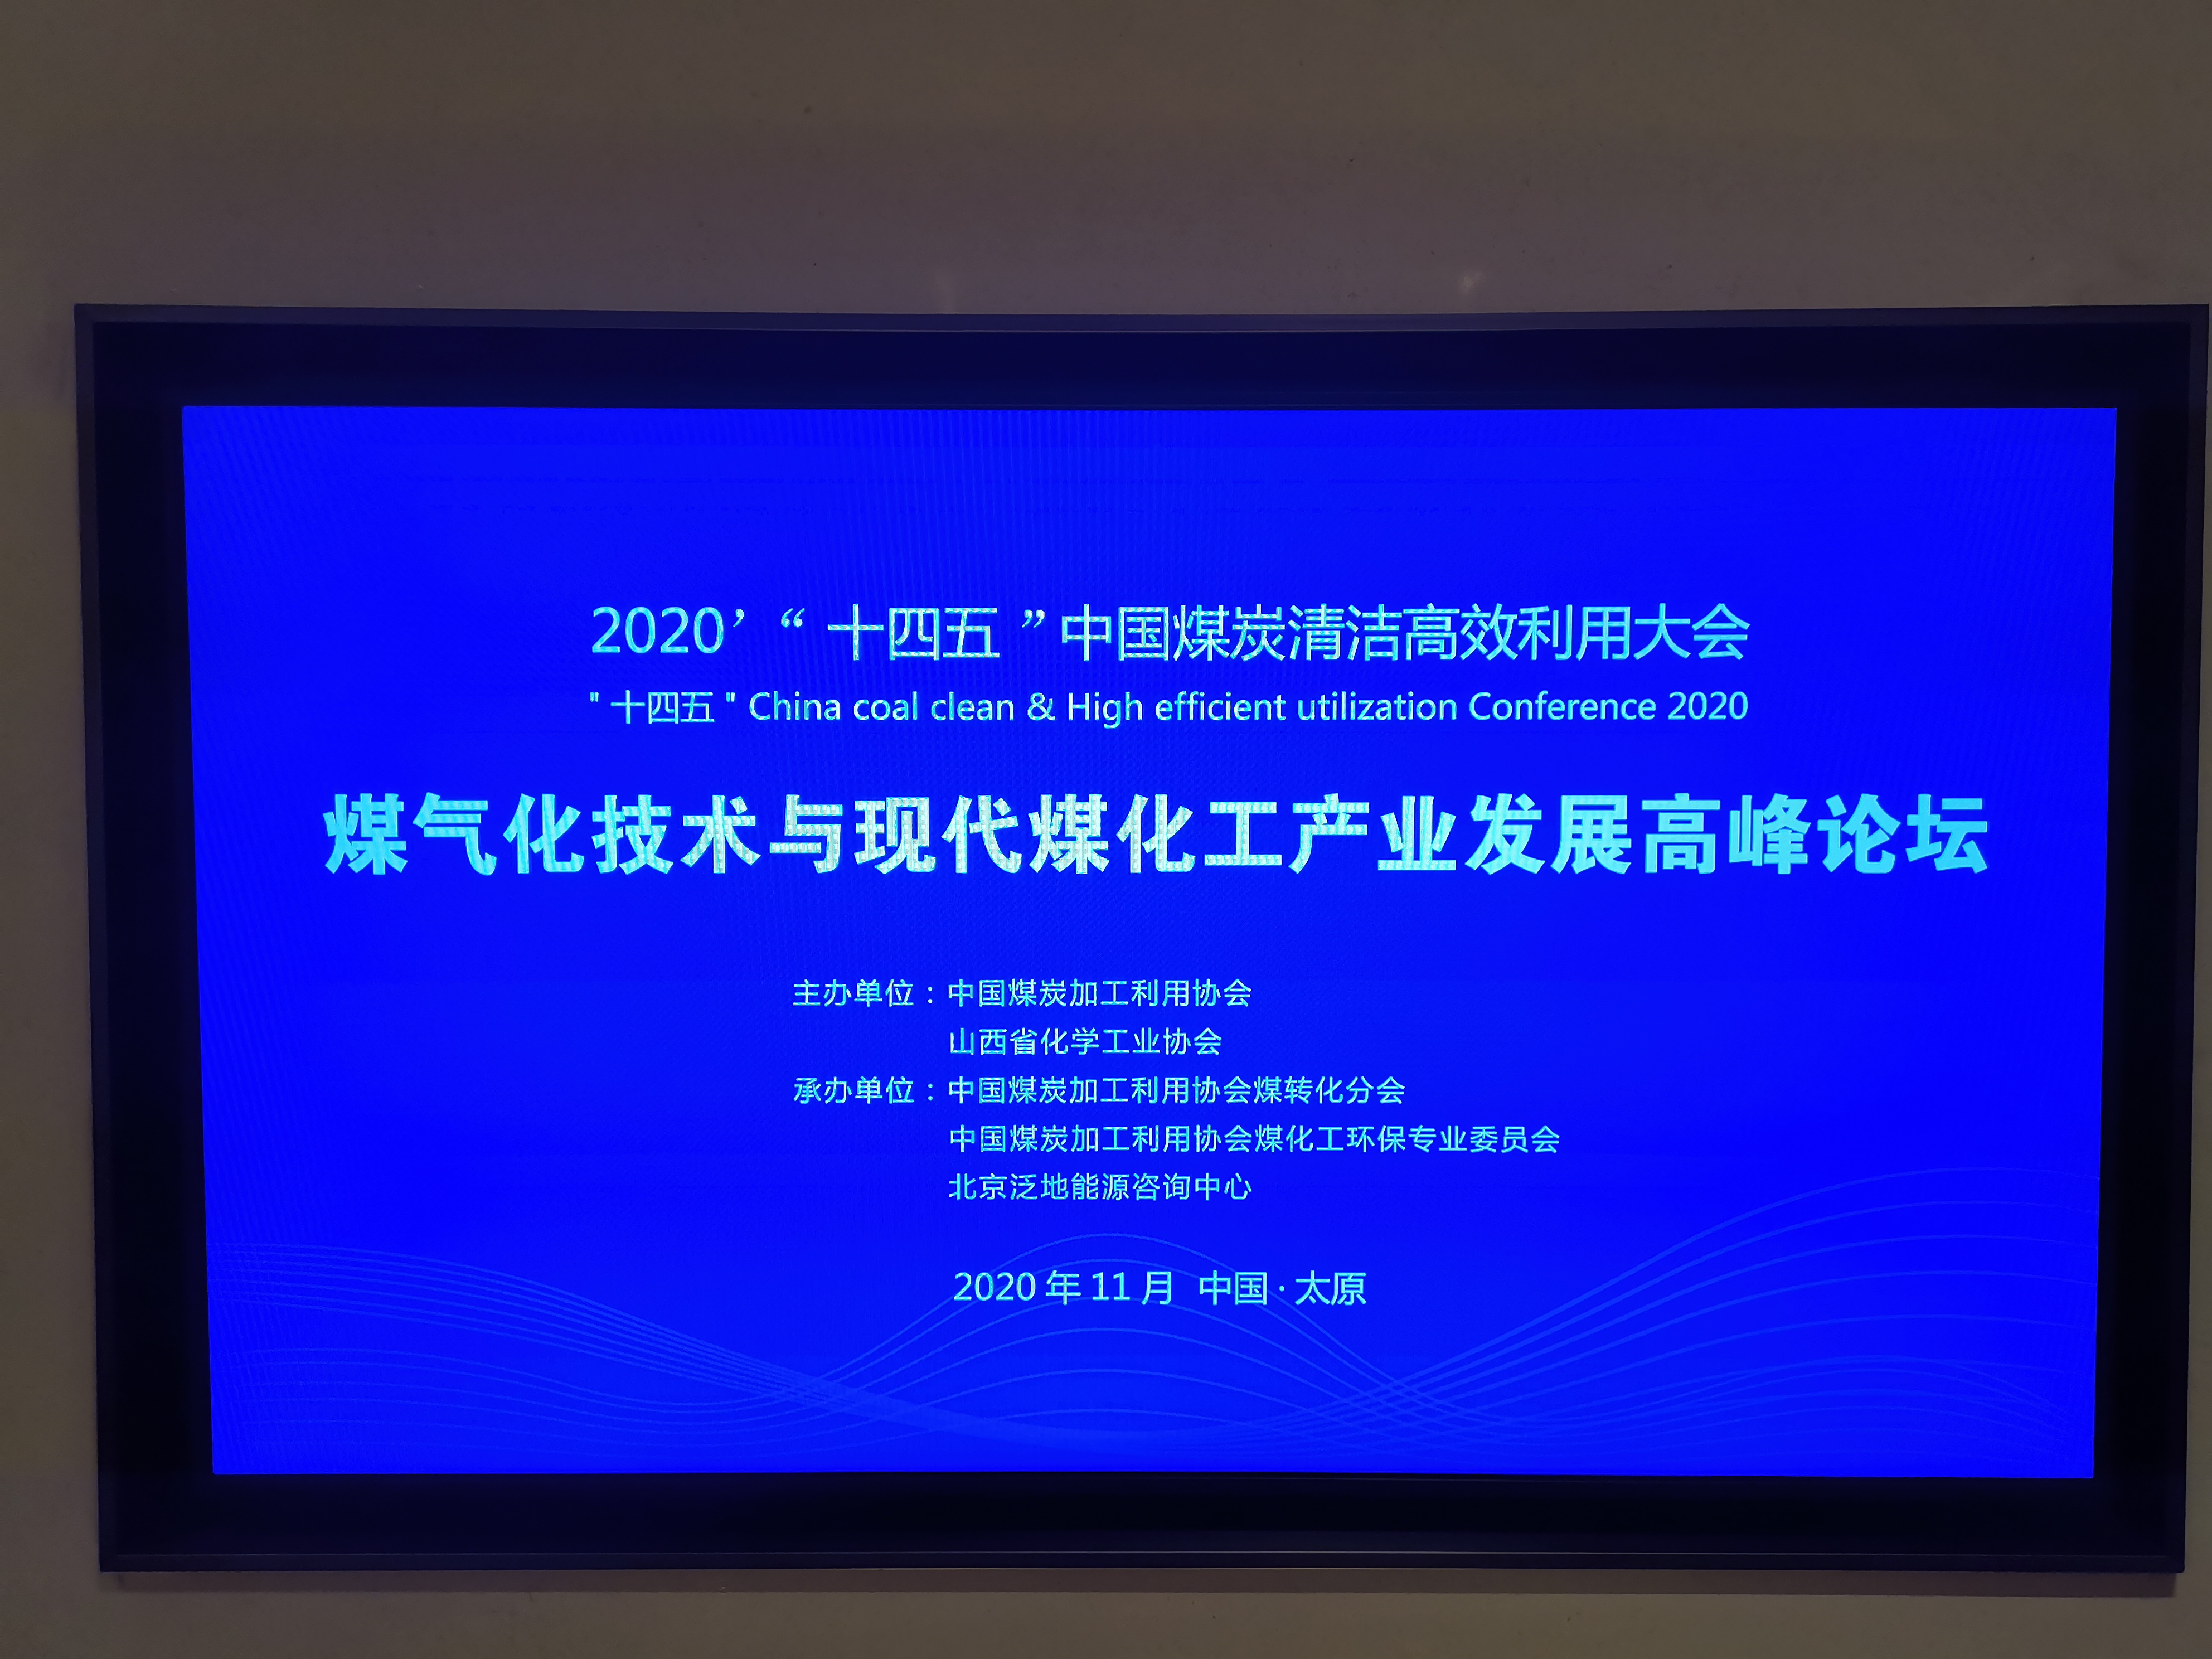 2020’“十四五”中国煤炭清洁高效利用大会
"十四五" China coal clean & High efficient utilization Conference 2020
煤气化技术与现代煤化工产业发展高峰论坛
主办单位：中国煤炭加工利用协会
山西省化学工业协会
承办单位：中国煤炭加工利用协会煤转化分会
中国煤炭加工利用协会煤化工环保专业委员会
北京泛地能源咨询中心
2020年11月 中国·太原